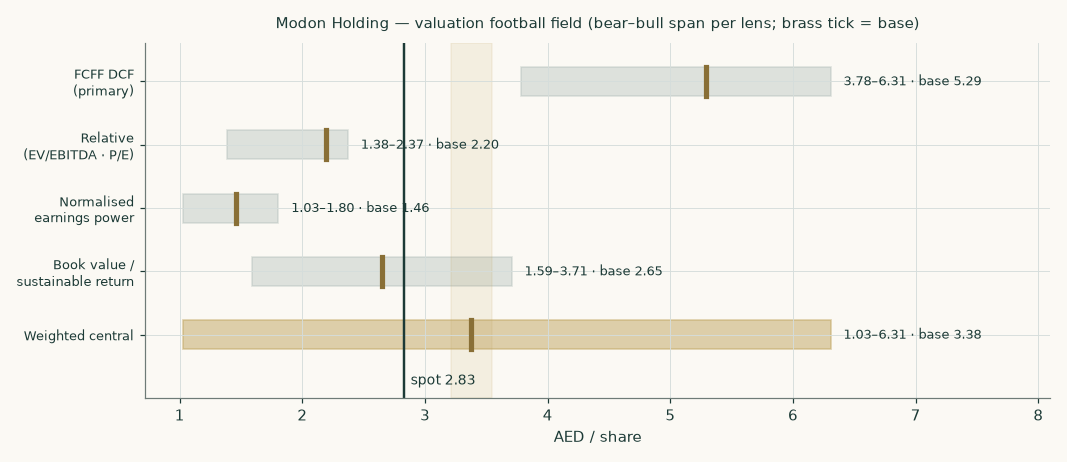 Modon Holding — valuation football field (bear–bull span per lens; brass tick = base)
FCFF DCF
(primary)
3.78–6.31 · base 5.29
Relative
(EV/EBITDA · P/E)
1.38–2.37 · base 2.20
Normalised
earnings power
1.03–1.80 · base 1.46
Book value /
sustainable return
1.59–3.71 · base 2.65
Weighted central
1.03–6.31 · base 3.38
spot 2.83
1 2 3 4 5 6 7 8
AED / share